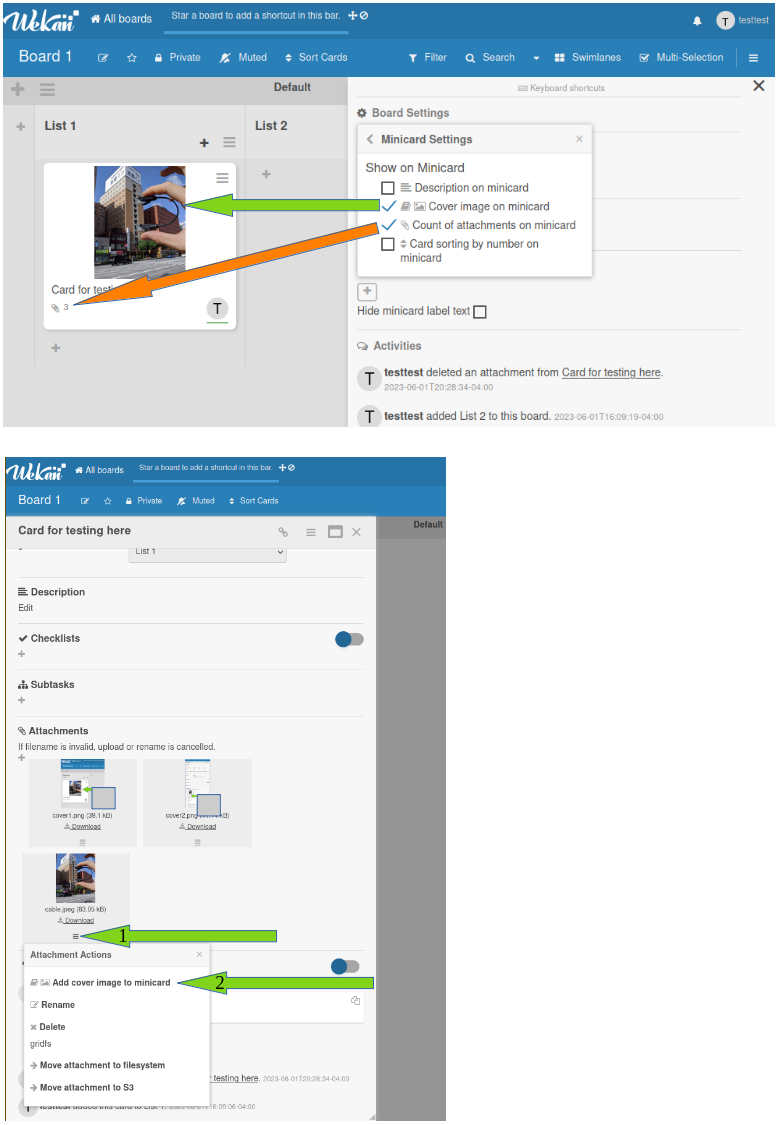 Wekan All boards Star a board to add a shortcut in this bar. T testtest
Board 1 Private Muted Sort Cards Filter Search Swimlanes Multi-Selection
Default
Keyboard shortcuts
Board Settings
List 1
List 2
Minicard Settings
Show on Minicard
Description on minicard
Cover image on minicard
Count of attachments on minicard
Card sorting by number on
minicard
Card for
3
T
Hide minicard label text
Activities
T testtest deleted an attachment from Card for testing here.
2023-06-01T20:28:34-04:00
T testtest added List 2 to this board. 2023-06-01T16:09:19-04:00
Wekan All boards Star a board to add a shortcut in this bar.
Board 1 Private Muted Sort Cards
Default
Card for testing here
List 1
Description
Edit
Checklists
Subtasks
Attachments
If filename is invalid, upload or rename is cancelled.
cover1.png (39.1 kB)
Download
cover2.png
Download
cable.jpeg (83.05 kB)
Download
1
Attachment Actions
Add cover image to minicard
2
Rename
Delete
gridfs
Move attachment to filesystem
Move attachment to S3
testing here. 2023-06-01T20:28:34-04:00
testtest added this card to List 1.